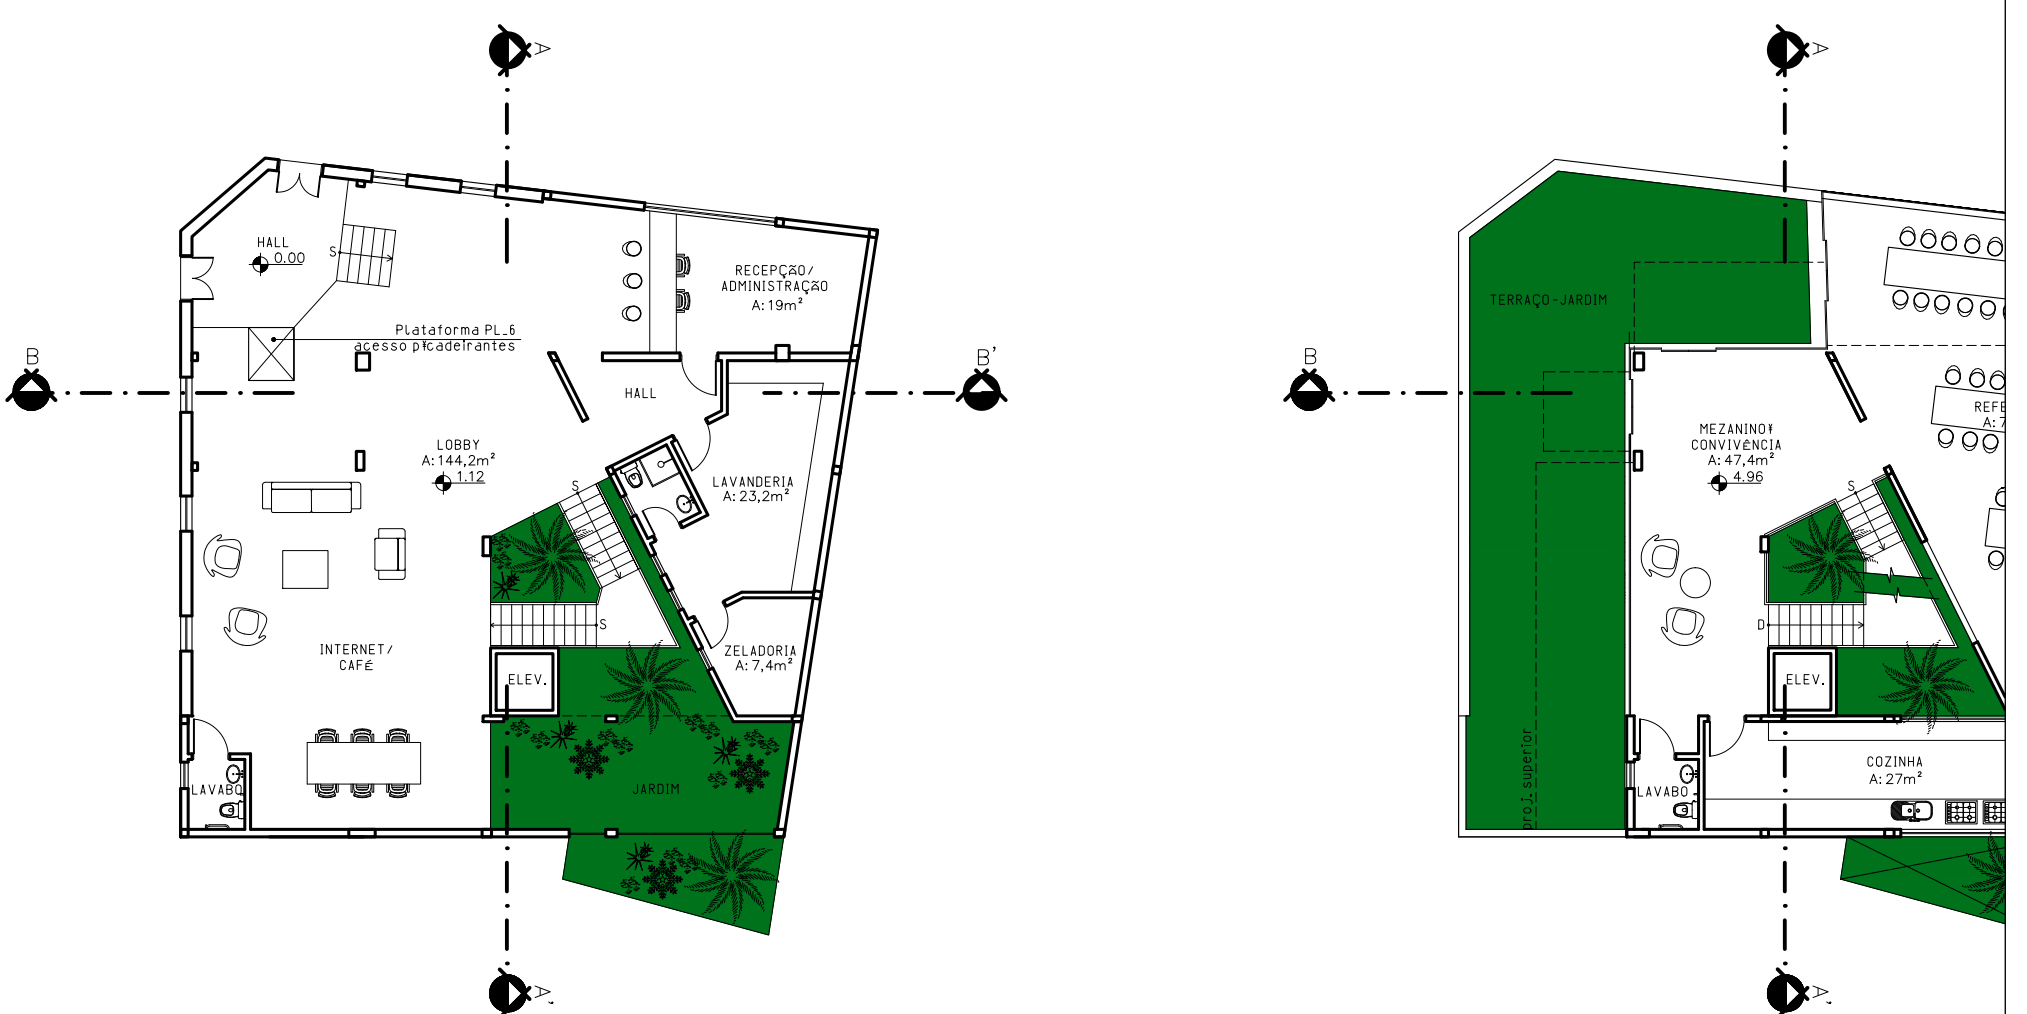 A
HALL
0.00
S
RECEPÇÃO/
ADMINISTRAÇÃO
A: 19m²
Plataforma PL_6
acesso p¥cadeirantes
B
B'
HALL
LOBBY
A: 144,2m²
1.12
S
LAVANDERIA
A: 23,2m²
S
INTERNET/
CAFÉ
ZELADORIA
A: 7,4m²
ELEV.
LAVABO
JARDIM
A'
A
TERRAÇO-JARDIM
B
MEZANINO¥
CONVIVÊNCIA
A: 47,4m²
4.96
S
D
ELEV.
proj. superior
COZINHA
A: 27m²
LAVABO
A'